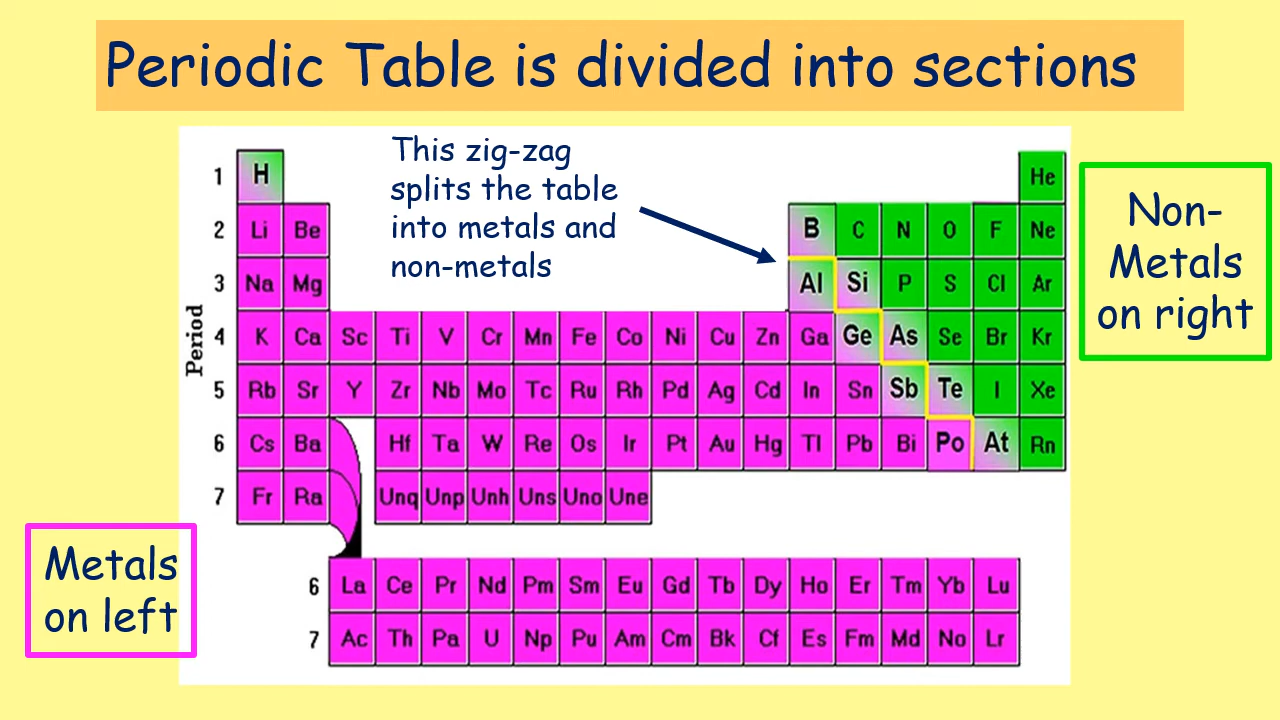 Periodic Table is divided into sections
This zig-zag
splits the table
into metals and
non-metals
Non-
Metals
on right
Metals
on left
Period
1 H He
2 Li Be B C N O F Ne
3 Na Mg Al Si P S Cl Ar
4 K Ca Sc Ti V Cr Mn Fe Co Ni Cu Zn Ga Ge As Se Br Kr
5 Rb Sr Y Zr Nb Mo Tc Ru Rh Pd Ag Cd In Sn Sb Te I Xe
6 Cs Ba Hf Ta W Re Os Ir Pt Au Hg Tl Pb Bi Po At Rn
7 Fr Ra Unq Unp Unh Uns Uno Une
6 La Ce Pr Nd Pm Sm Eu Gd Tb Dy Ho Er Tm Yb Lu
7 Ac Th Pa U Np Pu Am Cm Bk Cf Es Fm Md No Lr